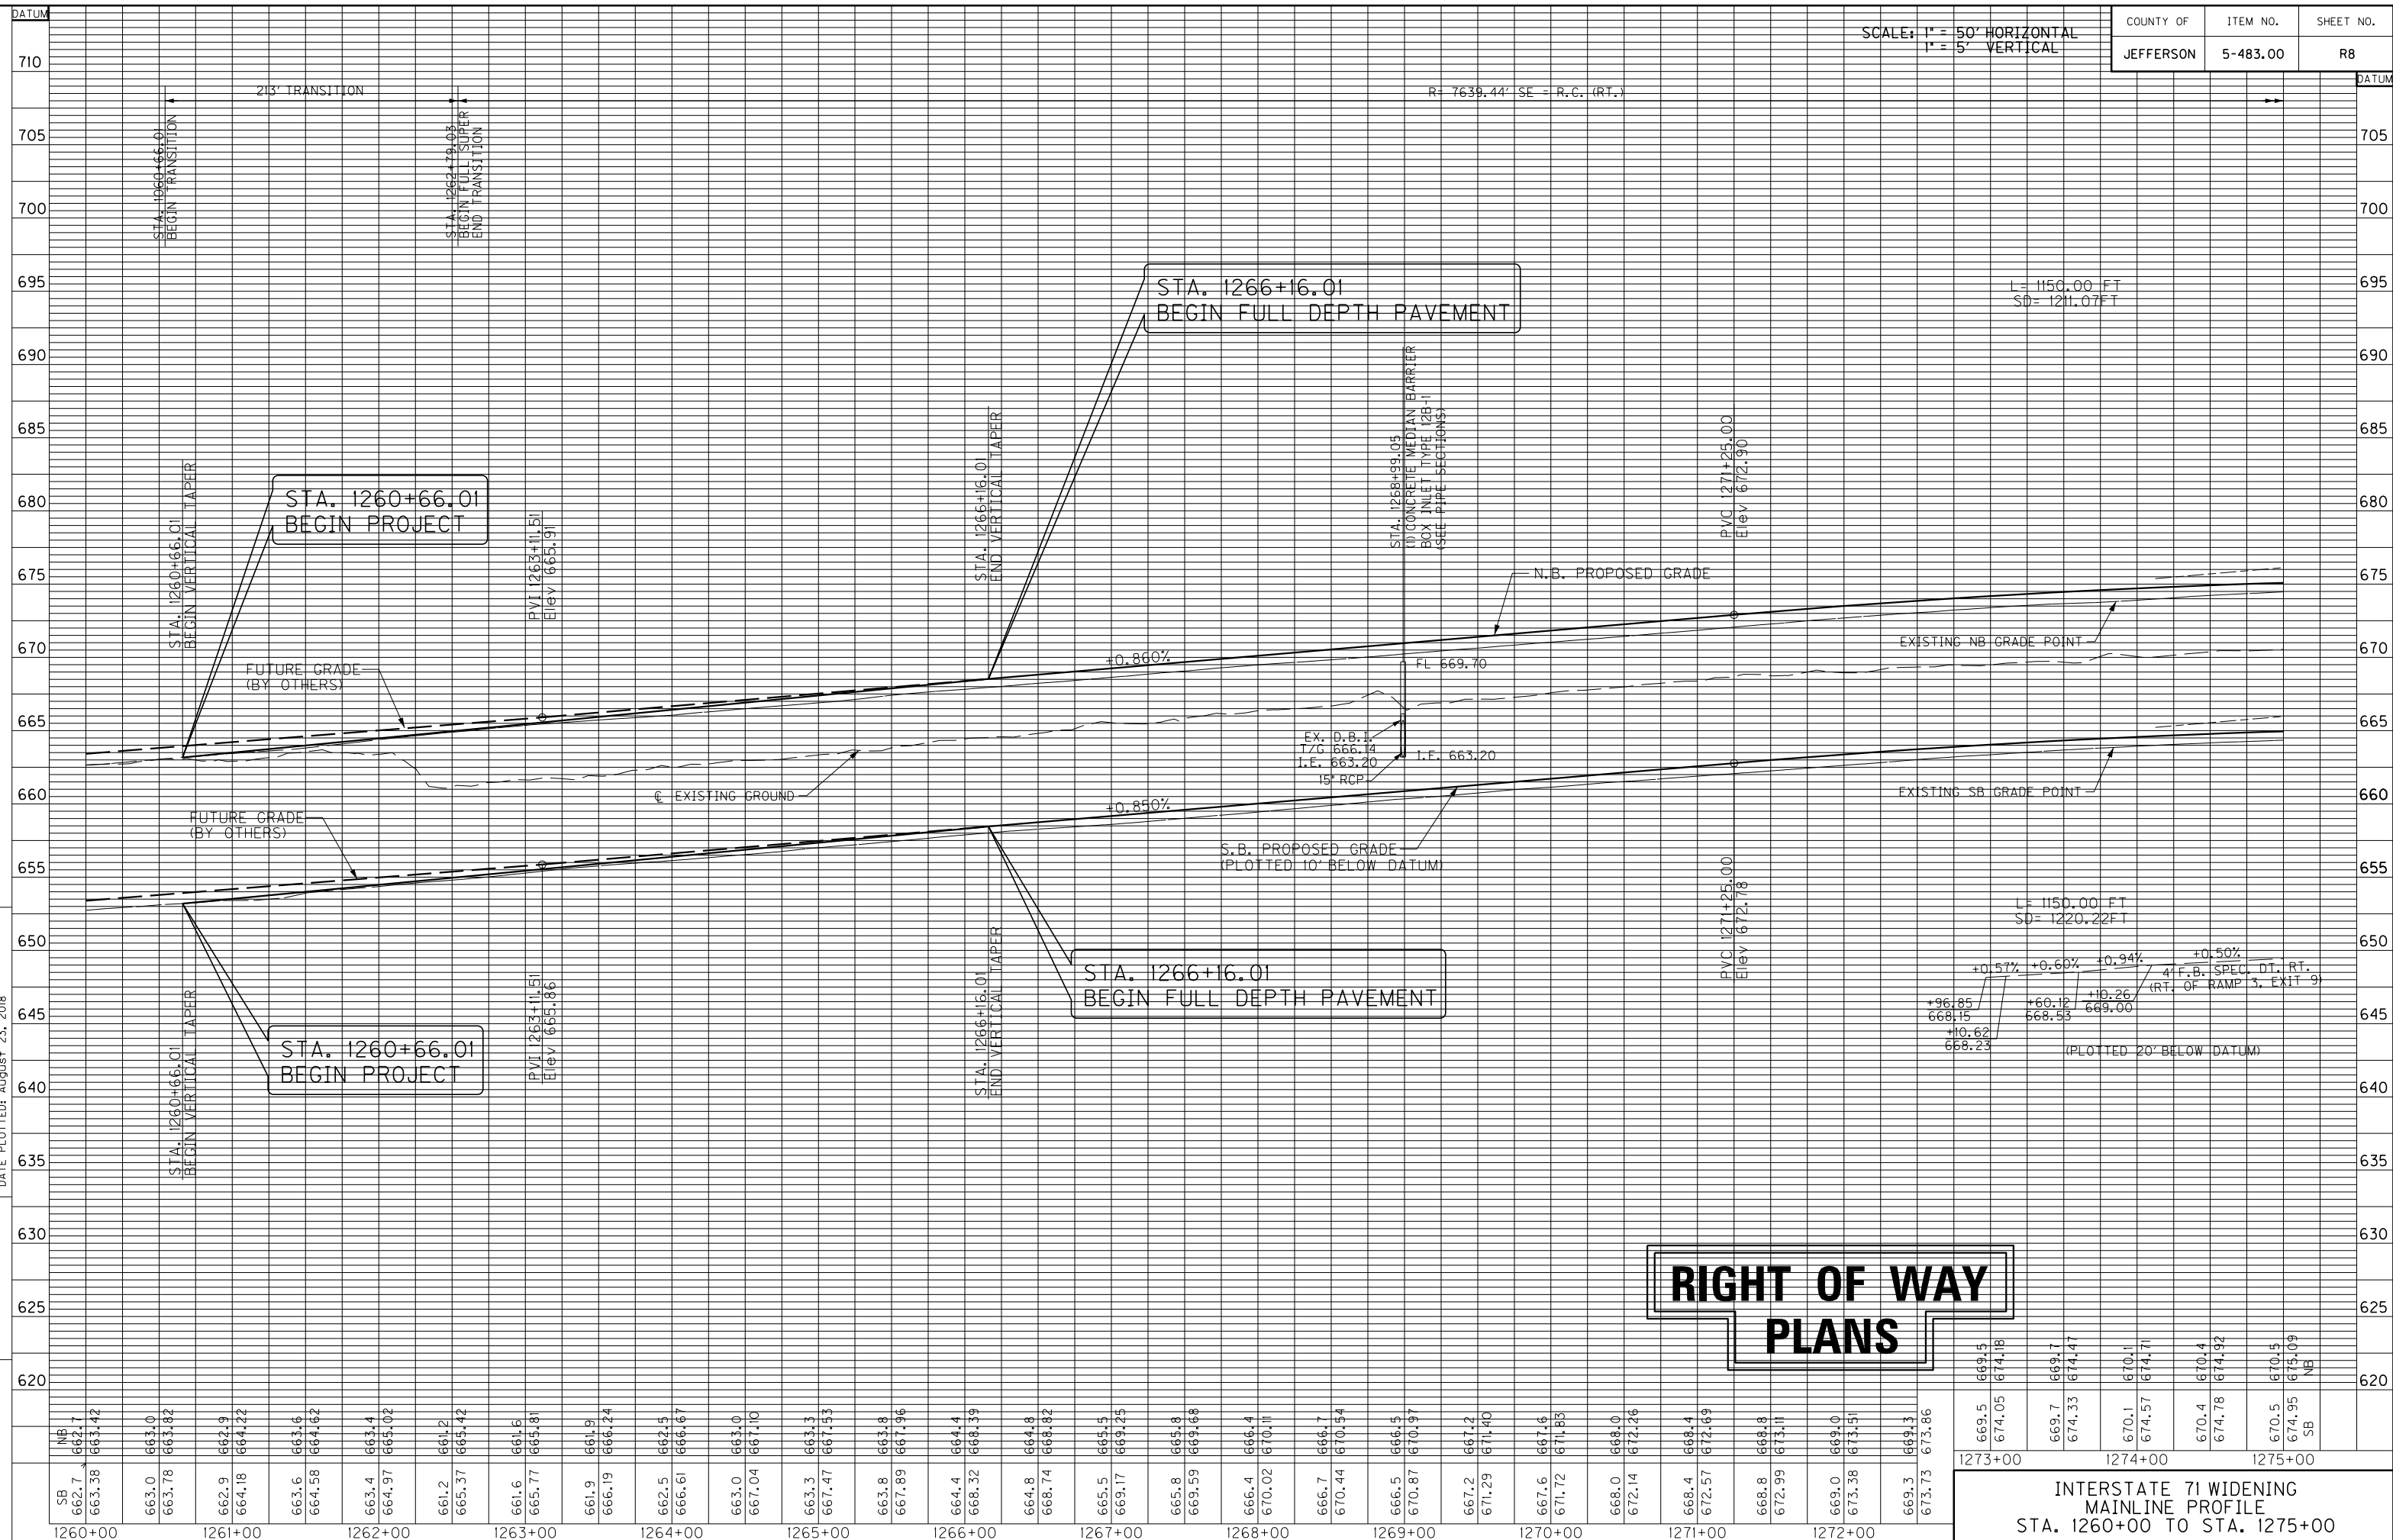 DATUM
SCALE: 1" = 50' HORIZONTAL
1" = 5' VERTICAL
COUNTY OF
ITEM NO.
SHEET NO.
JEFFERSON
5-483.00
R8
DATUM
710
705
700
695
690
685
680
675
670
665
660
655
650
645
640
635
630
625
620
705
700
695
690
685
680
675
670
665
660
655
650
645
640
635
630
625
620
213' TRANSITION
R= 7639.44' SE = R.C. (RT.)
STA. 1060+66.01
BEGIN TRANSITION
STA. 1262+79.03
BEGIN FULL SUPER
END TRANSITION
STA. 1266+16.01
BEGIN FULL DEPTH PAVEMENT
L= 1150.00 FT
SD= 1211.07FT
STA. 1260+66.01
BEGIN PROJECT
STA. 1260+66.01
BEGIN VERTICAL TAPER
PVI 1263+11.51
Elev 665.91
STA. 1266+16.01
END VERTICAL TAPER
STA. 1268+99.05
(1) CONCRETE MEDIAN BARRIER
BOX INLET TYPE 12B-1
(SEE PIPE SECTIONS)
PVC 1271+25.00
Elev 672.90
N.B. PROPOSED GRADE
EXISTING NB GRADE POINT
FUTURE GRADE
(BY OTHERS)
+0.860%
FL 669.70
EX. D.B.I.
T/G 666.14
I.E. 663.20
15" RCP
I.E. 663.20
℄ EXISTING GROUND
EXISTING SB GRADE POINT
FUTURE GRADE
(BY OTHERS)
+0.850%
S.B. PROPOSED GRADE
(PLOTTED 10' BELOW DATUM)
PVC 1271+25.00
Elev 672.78
L= 1150.00 FT
SD= 1220.22FT
STA. 1266+16.01
END VERTICAL TAPER
STA. 1266+16.01
BEGIN FULL DEPTH PAVEMENT
PVI 1263+11.51
Elev 665.86
STA. 1260+66.01
BEGIN PROJECT
STA. 1260+66.01
BEGIN VERTICAL TAPER
+0.57%
+0.60%
+0.94%
+0.50%
4' F.B. SPEC. DT. RT.
(RT. OF RAMP 3, EXIT 9)
+96.85
668.15
+10.62
668.23
+60.12
668.53
+10.26
669.00
(PLOTTED 20' BELOW DATUM)
DATE PLOTTED: August 23, 2018
RIGHT OF WAY
PLANS
NB
662.7 663.42
663.0 663.82
662.9 664.22
663.6 664.62
663.4 665.02
661.2 665.42
661.6 665.81
661.9 666.24
662.5 666.67
663.0 667.10
663.3 667.53
663.8 667.96
664.4 668.39
664.8 668.82
665.5 669.25
665.8 669.68
666.4 670.11
666.7 670.54
666.5 670.97
667.2 671.40
667.6 671.83
668.0 672.26
668.4 672.69
668.8 673.11
669.0 673.51
669.3 673.86
669.5 674.18
669.7 674.47
670.1 674.71
670.4 674.92
670.5 675.09
NB
SB
662.7 663.38
663.0 663.78
662.9 664.18
663.6 664.58
663.4 664.97
661.2 665.37
661.6 665.77
661.9 666.19
662.5 666.61
663.0 667.04
663.3 667.47
663.8 667.89
664.4 668.32
664.8 668.74
665.5 669.17
665.8 669.59
666.4 670.02
666.7 670.44
666.5 670.87
667.2 671.29
667.6 671.72
668.0 672.14
668.4 672.57
668.8 672.99
669.0 673.38
669.3 673.73
669.5 674.05
669.7 674.33
670.1 674.57
670.4 674.78
670.5 674.95
SB
1260+00
1261+00
1262+00
1263+00
1264+00
1265+00
1266+00
1267+00
1268+00
1269+00
1270+00
1271+00
1272+00
1273+00
1274+00
1275+00
INTERSTATE 71 WIDENING
MAINLINE PROFILE
STA. 1260+00 TO STA. 1275+00